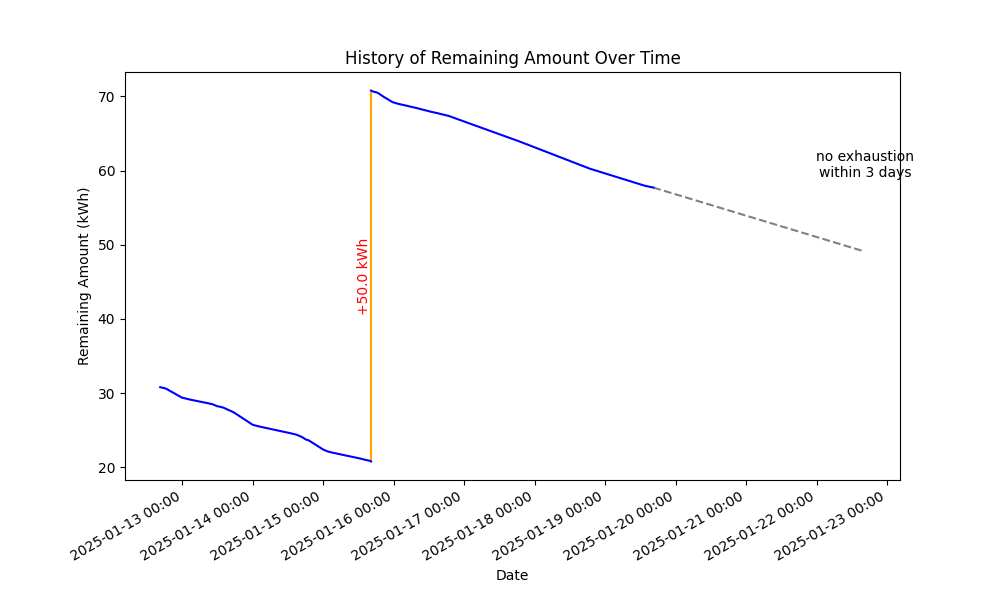 History of Remaining Amount Over Time
Remaining Amount (kWh)
70
60
50
40
30
20
+50.0 kWh
no exhaustion
within 3 days
2025-01-13 00:00
2025-01-14 00:00
2025-01-15 00:00
2025-01-16 00:00
2025-01-17 00:00
2025-01-18 00:00
2025-01-19 00:00
2025-01-20 00:00
2025-01-21 00:00
2025-01-22 00:00
2025-01-23 00:00
Date